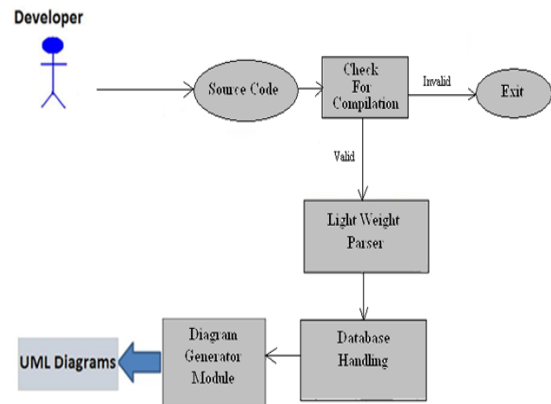 Developer
Source Code
Check
For
Compilation
Invalid
Exit
Valid
Light Weight
Parser
Database
Handling
Diagram
Generator
Module
UML Diagrams